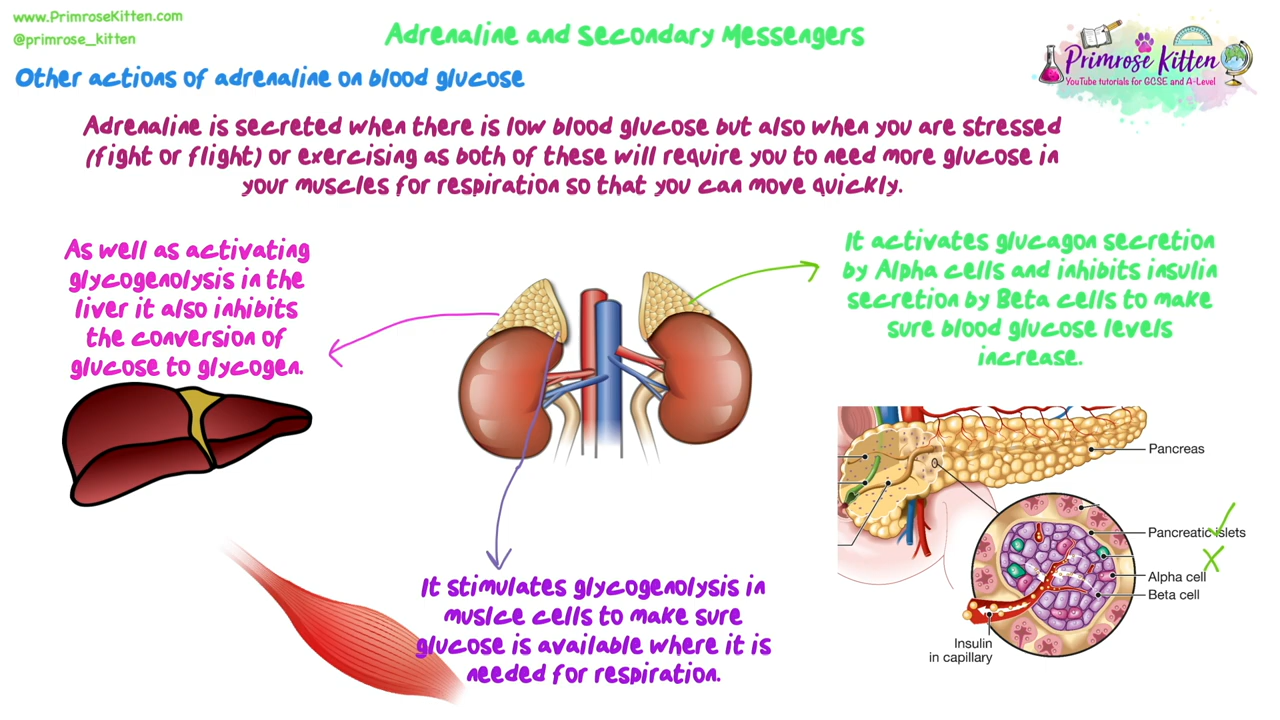 www.PrimroseKitten.com
@primrose_kitten
Adrenaline and Secondary Messengers
Primrose Kitten
YouTube tutorials for GCSE and A-Level
Other actions of adrenaline on blood glucose
Adrenaline is secreted when there is low blood glucose but also when you are stressed
(fight or flight) or exercising as both of these will require you to need more glucose in
your muscles for respiration so that you can move quickly.
As well as activating
glycogenolysis in the
liver it also inhibits
the conversion of
glucose to glycogen.
It activates glucagon secretion
by Alpha cells and inhibits insulin
secretion by Beta cells to make
sure blood glucose levels
increase.
It stimulates glycogenolysis in
muslce cells to make sure
glucose is available where it is
needed for respiration.
Pancreas
Pancreatic islets
Alpha cell
Beta cell
Insulin
in capillary